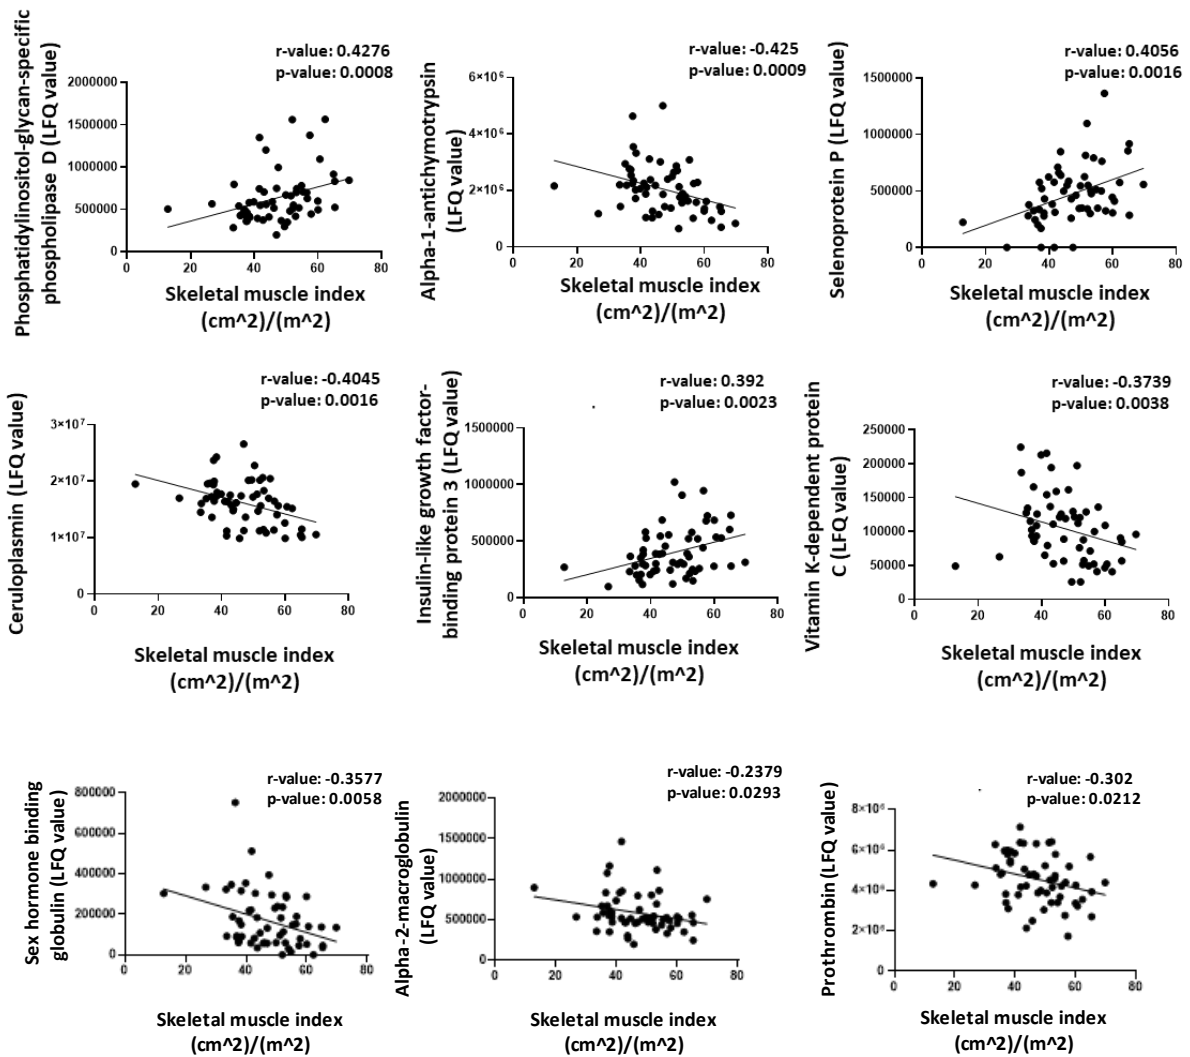 Phosphatidylinositol-glycan-specific
phospholipase D (LFQ value)
r-value: 0.4276
p-value: 0.0008
2000000
1500000
1000000
500000
0
0 20 40 60 80
Skeletal muscle index
(cm^2)/(m^2)
Alpha-1-antichymotrypsin
(LFQ value)
r-value: -0.425
p-value: 0.0009
6×10⁶
4×10⁶
2×10⁶
0
0 20 40 60 80
Skeletal muscle index
(cm^2)/(m^2)
Selenoprotein P (LFQ value)
r-value: 0.4056
p-value: 0.0016
1500000
1000000
500000
0
0 20 40 60 80
Skeletal muscle index
(cm^2)/(m^2)
Ceruloplasmin (LFQ value)
r-value: -0.4045
p-value: 0.0016
3×10⁷
2×10⁷
1×10⁷
0
0 20 40 60 80
Skeletal muscle index
(cm^2)/(m^2)
Insulin-like growth factor-
binding protein 3 (LFQ value)
r-value: 0.392
p-value: 0.0023
1500000
1000000
500000
0
0 20 40 60 80
Skeletal muscle index
(cm^2)/(m^2)
Vitamin K-dependent protein
C (LFQ value)
r-value: -0.3739
p-value: 0.0038
250000
200000
150000
100000
50000
0
0 20 40 60 80
Skeletal muscle index
(cm^2)/(m^2)
Sex hormone binding
globulin (LFQ value)
r-value: -0.3577
p-value: 0.0058
800000
600000
400000
200000
0
0 20 40 60 80
Skeletal muscle index
(cm^2)/(m^2)
Alpha-2-macroglobulin
(LFQ value)
r-value: -0.2379
p-value: 0.0293
2000000
1500000
1000000
500000
0
0 20 40 60 80
Skeletal muscle index
(cm^2)/(m^2)
Prothrombin (LFQ value)
r-value: -0.302
p-value: 0.0212
8×10⁶
6×10⁶
4×10⁶
2×10⁶
0
0 20 40 60 80
Skeletal muscle index
(cm^2)/(m^2)